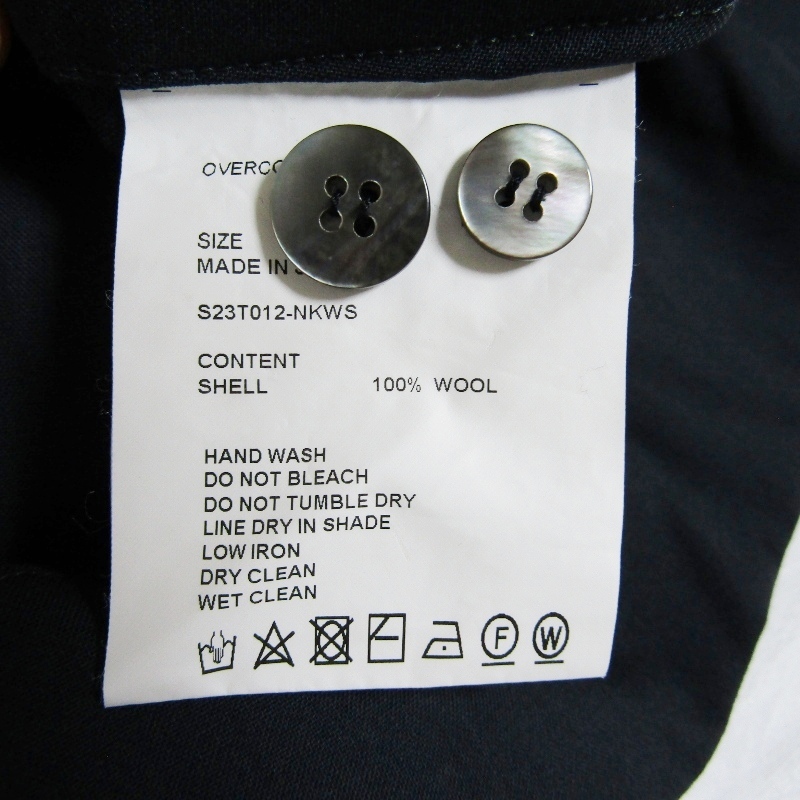 SIZE
MADE IN
S23T012-NKWS
CONTENT
SHELL 100% WOOL
HAND WASH
DO NOT BLEACH
DO NOT TUMBLE DRY
LINE DRY IN SHADE
LOW IRON
DRY CLEAN
WET CLEAN
F W